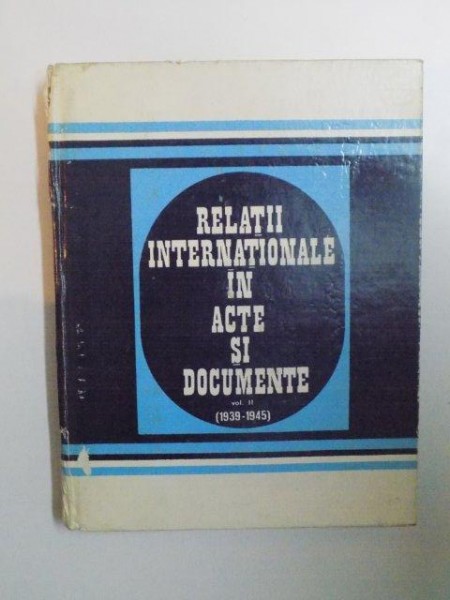 RELAȚII
INTERNAȚIONALE
ÎN
ACTE
ȘI
DOCUMENTE
vol. II
(1939-1945)